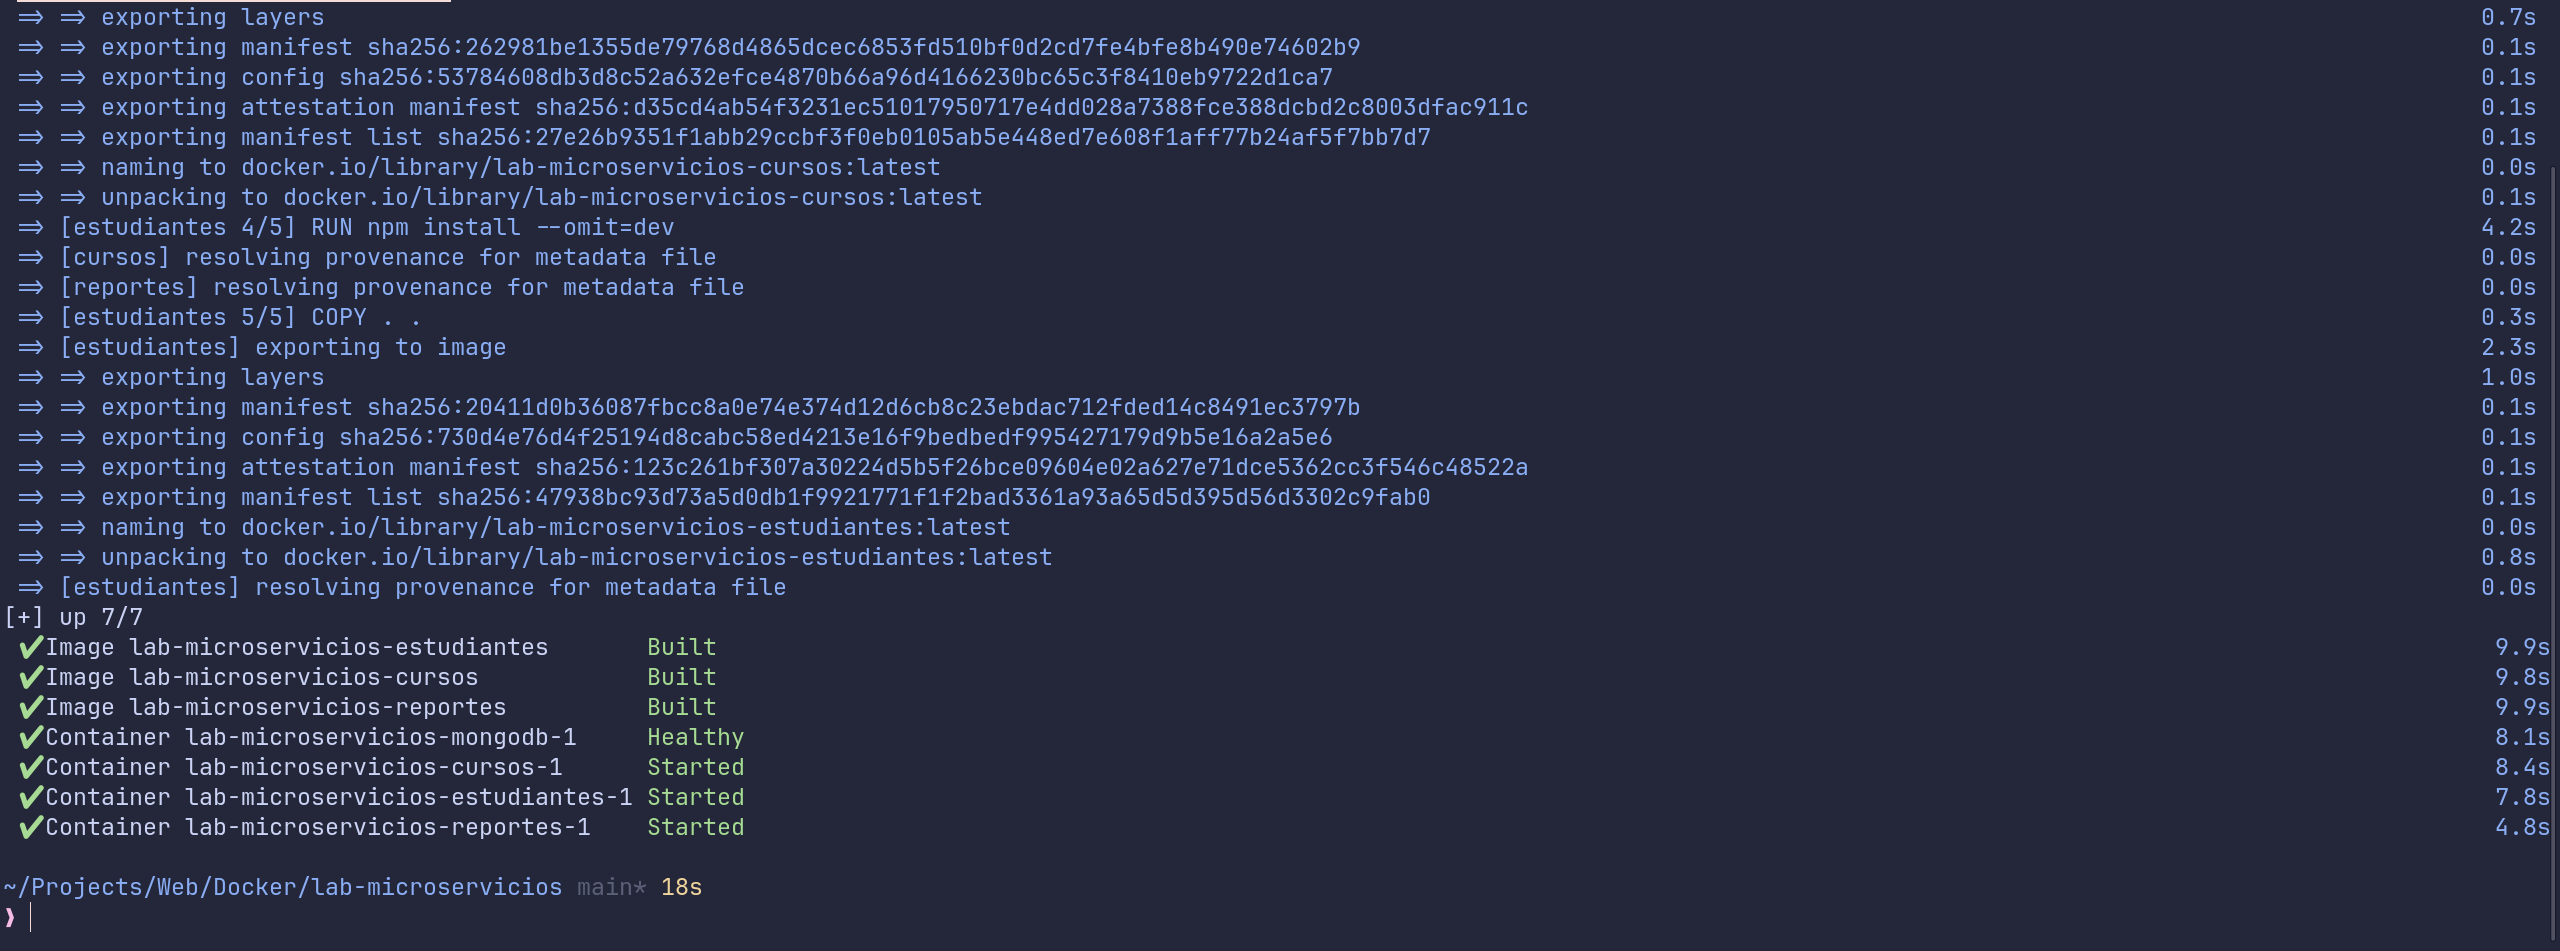 => => exporting layers 0.7s
=> => exporting manifest sha256:262981be1355de79768d4865dcec6853fd510bf0d2cd7fe4bfe8b490e74602b9 0.1s
=> => exporting config sha256:53784608db3d8c52a632efce4870b66a96d4166230bc65c3f8410eb9722d1ca7 0.1s
=> => exporting attestation manifest sha256:d35cd4ab54f3231ec51017950717e4dd028a7388fce388dcbd2c8003dfac911c 0.1s
=> => exporting manifest list sha256:27e26b9351f1abb29ccbf3f0eb0105ab5e448ed7e608f1aff77b24af5f7bb7d7 0.1s
=> => naming to docker.io/library/lab-microservicios-cursos:latest 0.0s
=> => unpacking to docker.io/library/lab-microservicios-cursos:latest 0.1s
=> [estudiantes 4/5] RUN npm install --omit=dev 4.2s
=> [cursos] resolving provenance for metadata file 0.0s
=> [reportes] resolving provenance for metadata file 0.0s
=> [estudiantes 5/5] COPY . . 0.3s
=> [estudiantes] exporting to image 2.3s
=> => exporting layers 1.0s
=> => exporting manifest sha256:20411d0b36087fbcc8a0e74e374d12d6cb8c23ebdac712fded14c8491ec3797b 0.1s
=> => exporting config sha256:730d4e76d4f25194d8cabc58ed4213e16f9bedbedf995427179d9b5e16a2a5e6 0.1s
=> => exporting attestation manifest sha256:123c261bf307a30224d5b5f26bce09604e02a627e71dce5362cc3f546c48522a 0.1s
=> => exporting manifest list sha256:47938bc93d73a5d0db1f9921771f1f2bad3361a93a65d5d395d56d3302c9fab0 0.1s
=> => naming to docker.io/library/lab-microservicios-estudiantes:latest 0.0s
=> => unpacking to docker.io/library/lab-microservicios-estudiantes:latest 0.8s
=> [estudiantes] resolving provenance for metadata file 0.0s
[+] up 7/7
✔Image lab-microservicios-estudiantes Built 9.9s
✔Image lab-microservicios-cursos Built 9.8s
✔Image lab-microservicios-reportes Built 9.9s
✔Container lab-microservicios-mongodb-1 Healthy 8.1s
✔Container lab-microservicios-cursos-1 Started 8.4s
✔Container lab-microservicios-estudiantes-1 Started 7.8s
✔Container lab-microservicios-reportes-1 Started 4.8s
~/Projects/Web/Docker/lab-microservicios main* 18s
❯